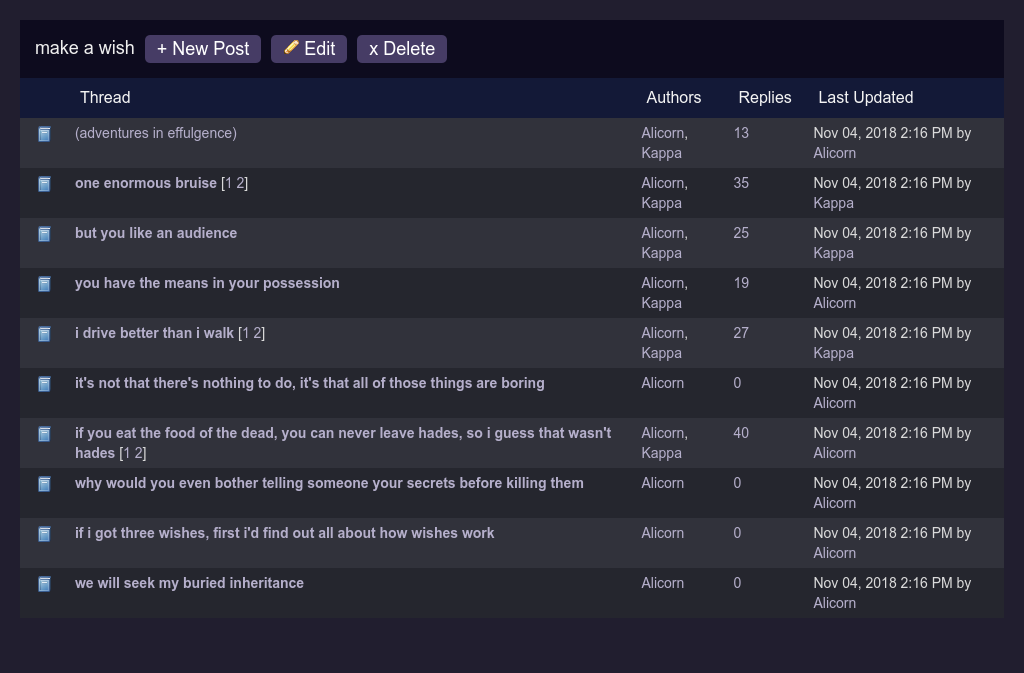 make a wish + New Post Edit x Delete
Thread Authors Replies Last Updated
(adventures in effulgence) Alicorn, 13 Nov 04, 2018 2:16 PM by
Kappa Alicorn
one enormous bruise [1 2] Alicorn, 35 Nov 04, 2018 2:16 PM by
Kappa Kappa
but you like an audience Alicorn, 25 Nov 04, 2018 2:16 PM by
Kappa Kappa
you have the means in your possession Alicorn, 19 Nov 04, 2018 2:16 PM by
Kappa Alicorn
i drive better than i walk [1 2] Alicorn, 27 Nov 04, 2018 2:16 PM by
Kappa Kappa
it's not that there's nothing to do, it's that all of those things are boring Alicorn 0 Nov 04, 2018 2:16 PM by
Alicorn
if you eat the food of the dead, you can never leave hades, so i guess that wasn't Alicorn, 40 Nov 04, 2018 2:16 PM by
hades [1 2] Kappa Alicorn
why would you even bother telling someone your secrets before killing them Alicorn 0 Nov 04, 2018 2:16 PM by
Alicorn
if i got three wishes, first i'd find out all about how wishes work Alicorn 0 Nov 04, 2018 2:16 PM by
Alicorn
we will seek my buried inheritance Alicorn 0 Nov 04, 2018 2:16 PM by
Alicorn